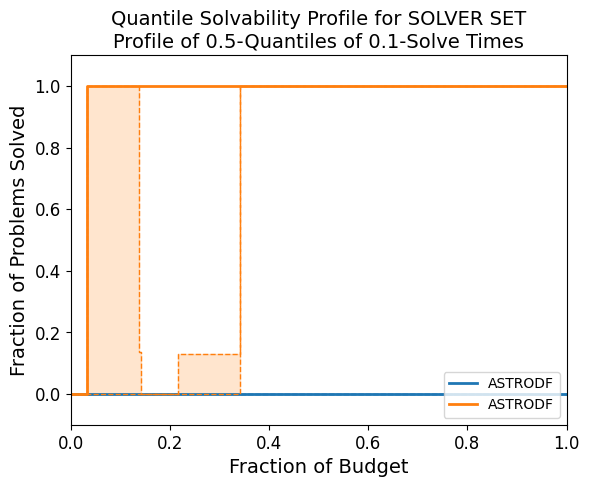 Quantile Solvability Profile for SOLVER SET
Profile of 0.5-Quantiles of 0.1-Solve Times
Fraction of Problems Solved
1.0
0.8
0.6
0.4
0.2
0.0
ASTRODF
ASTRODF
0.0 0.2 0.4 0.6 0.8 1.0
Fraction of Budget